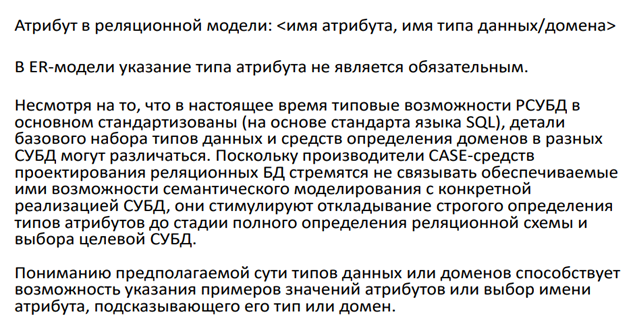 Атрибут в реляционной модели: <имя атрибута, имя типа данных/домена>
В ER-модели указание типа атрибута не является обязательным.
Несмотря на то, что в настоящее время типовые возможности РСУБД в
основном стандартизованы (на основе стандарта языка SQL), детали
базового набора типов данных и средств определения доменов в разных
СУБД могут различаться. Поскольку производители CASE-средств
проектирования реляционных БД стремятся не связывать обеспечиваемые
ими возможности семантического моделирования с конкретной
реализацией СУБД, они стимулируют откладывание строгого определения
типов атрибутов до стадии полного определения реляционной схемы и
выбора целевой СУБД.
Пониманию предполагаемой сути типов данных или доменов способствует
возможность указания примеров значений атрибутов или выбор имени
атрибута, подсказывающего его тип или домен.